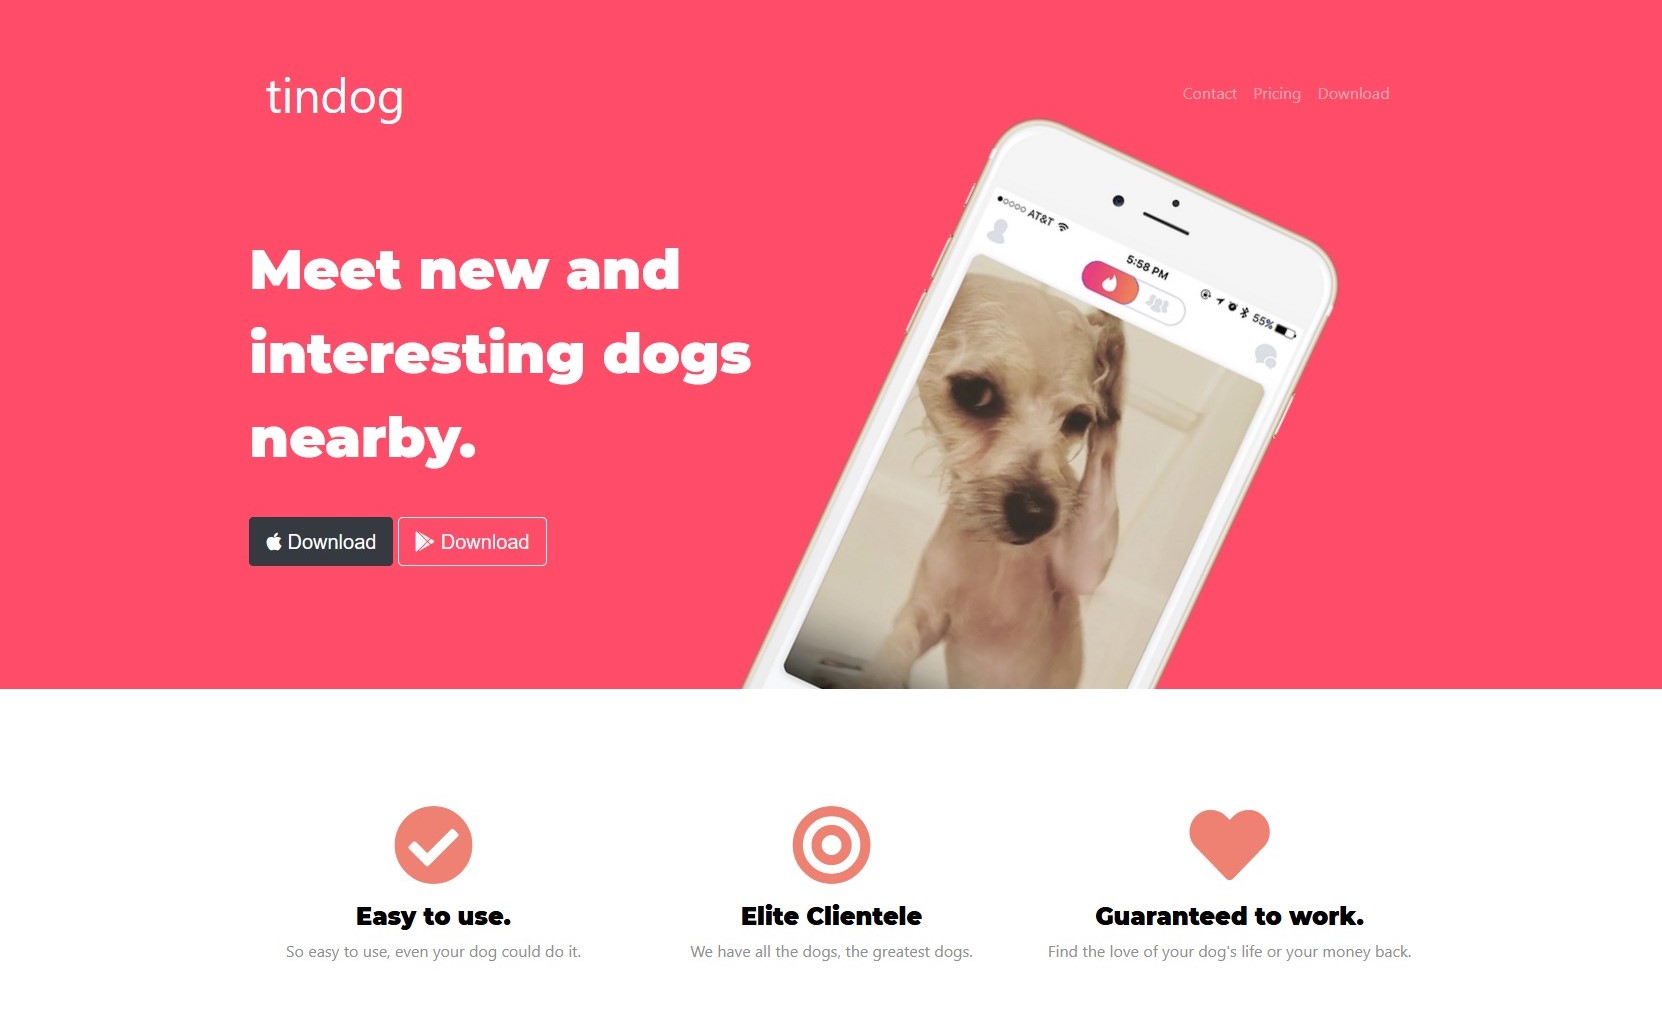 tindog
Contact Pricing Download
AT&T
5:58 PM
55%
Meet new and
interesting dogs
nearby.
Download Download
Easy to use.
So easy to use, even your dog could do it.
Elite Clientele
We have all the dogs, the greatest dogs.
Guaranteed to work.
Find the love of your dog's life or your money back.